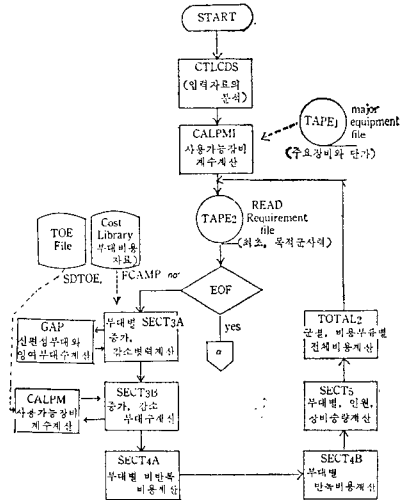 START
CTLCDS
(입력자료의
분석)
TAPE1
major
equipment
file
(주요장비와 단가)
CALPM1
사용가능장비
계수계산
TAPE2
READ
Requirement
file
(최초, 목적군사력)
TOE
File
Cost
Library
부대비용
자료)
SDTOE,
FCAMP
no
EOF
yes
α
GAP
신편성부대와
잉여부대수계산
부대별 SECT3A
증가,
감소병력계산
TOTAL2
군별, 비용부류별
전체비용계산
CALPM
사용가능장비
계수계산
SECT3B
증가, 감소
부대수계산
SECT5
부대별, 인원,
장비중량계산
SECT4A
부대별 비반복
비용계산
SECT4B
부대별
반복비용계산